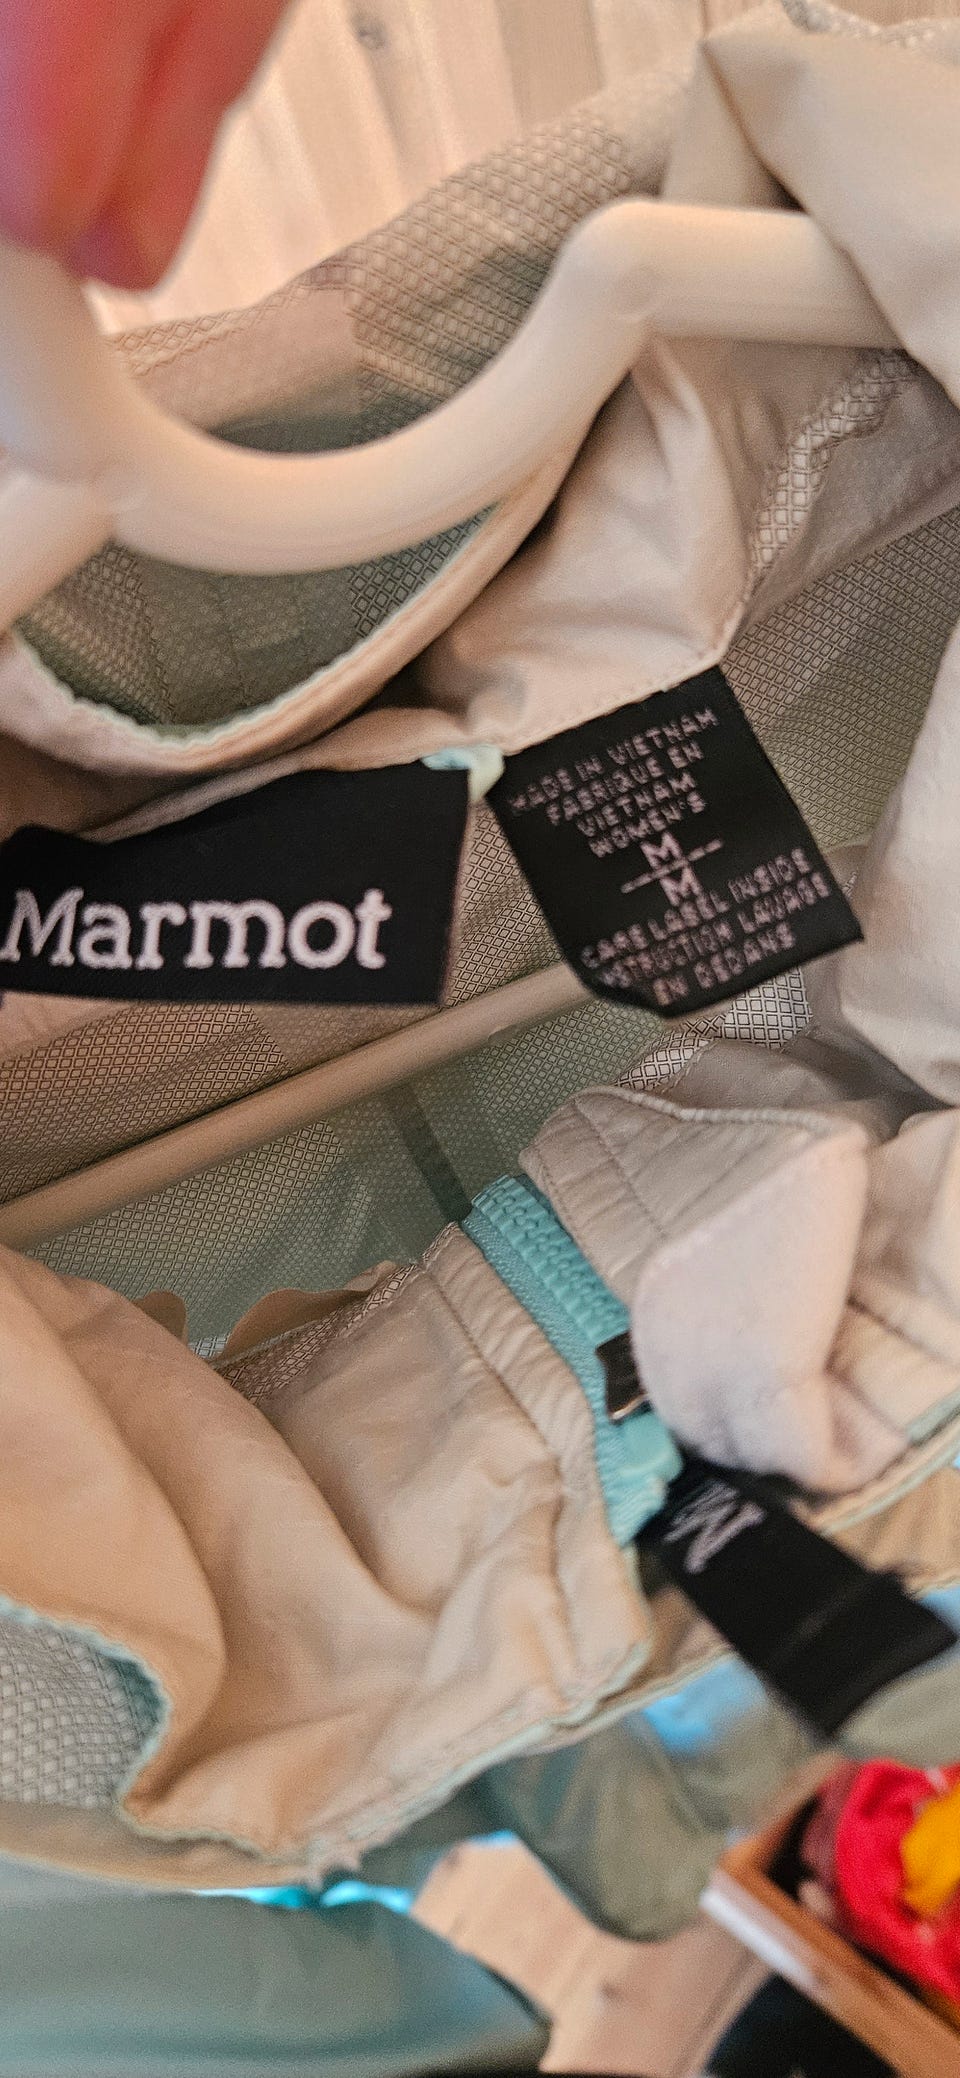 Marmot
MADE IN VIETNAM
FABRIQUE EN
VIETNAM
WOMEN'S
M
M
CARE LABEL INSIDE
INSTRUCTION LAVAGE
EN DEDANS
M